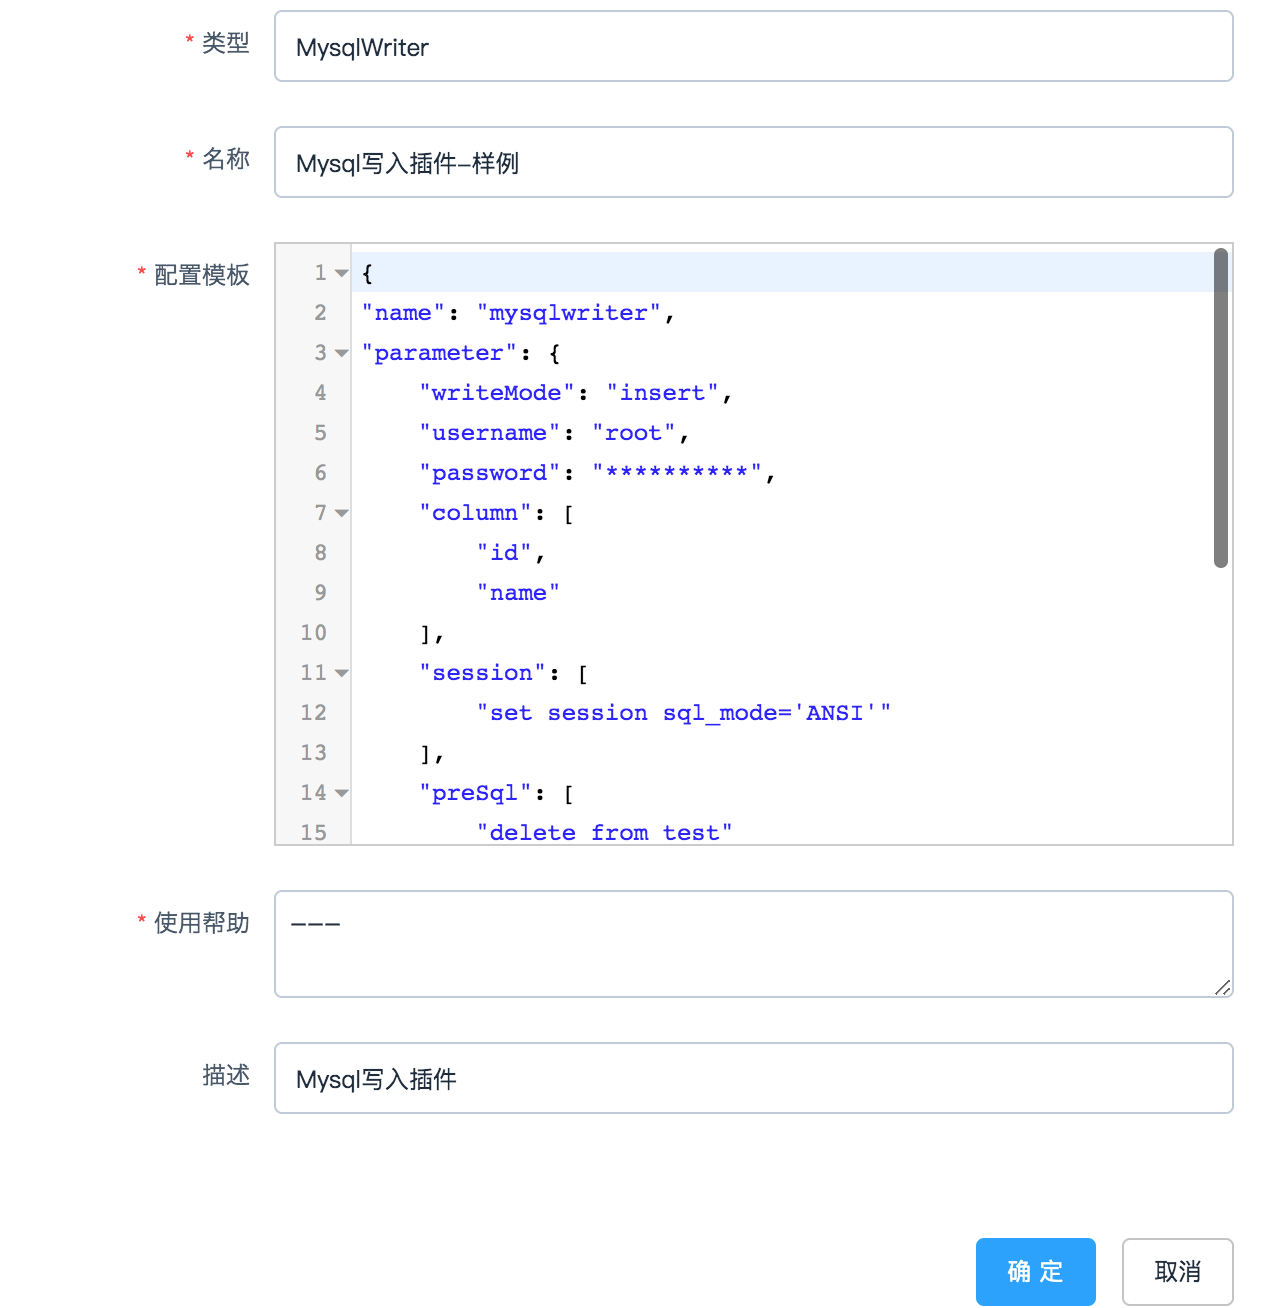 * 类型 MysqlWriter
* 名称 Mysql写入插件-样例
* 配置模板
1 {
2 "name": "mysqlwriter",
3 "parameter": {
4 "writeMode": "insert",
5 "username": "root",
6 "password": "**********",
7 "column": [
8 "id",
9 "name"
10 ],
11 "session": [
12 "set session sql_mode='ANSI'"
13 ],
14 "preSql": [
15 "delete from test"
* 使用帮助 ---
描述 Mysql写入插件
确 定 取消